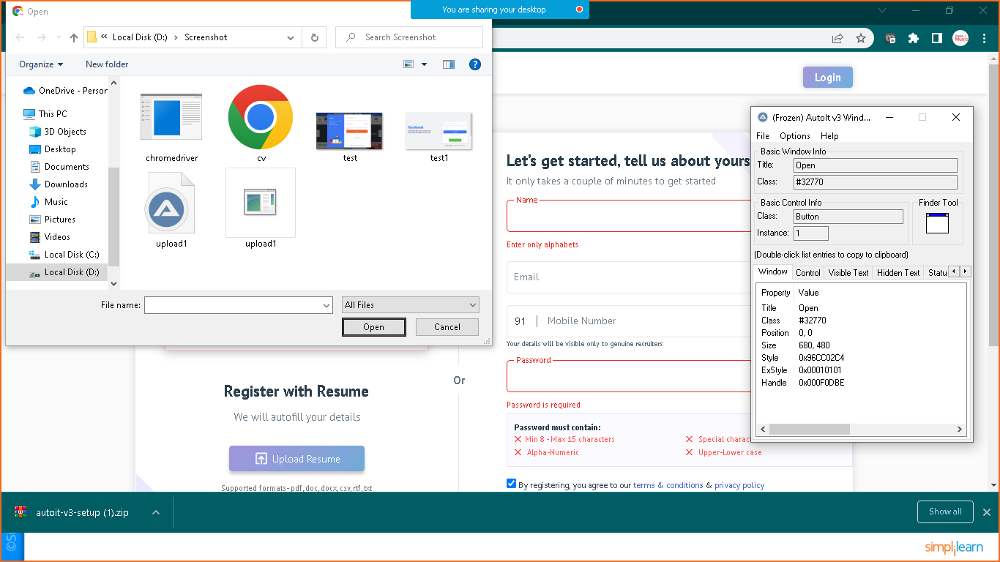 Open
You are sharing your desktop
« Local Disk (D:) › Screenshot
Search Screenshot
Organize
New folder
OneDrive - Person
This PC
3D Objects
Desktop
Documents
Downloads
Music
Pictures
Videos
Local Disk (C:)
Local Disk (D:)
chromedriver
cv
test
test1
upload1
upload1
File name:
All Files
Open
Cancel
Login
Let's get started, tell us about yours
It only takes a couple of minutes to get started
Name
Enter only alphabets
Email
91 | Mobile Number
Your details will be visible only to genuine recruiters
Password
Password is required
Password must contain:
Min 8 - Max 15 characters
Special charac
Alpha-Numeric
Upper-Lower case
By registering, you agree to our terms & conditions & privacy policy
Or
Register with Resume
We will autofill your details
Upload Resume
Supported formats- pdf, doc, docx, csv, rtf, txt
(Frozen) AutoIt v3 Windo...
File Options Help
Basic Window Info
Title: Open
Class: #32770
Basic Control Info
Class: Button
Instance: 1
Finder Tool
(Double-click list entries to copy to clipboard)
Window Control Visible Text Hidden Text Statu
Property Value
Title Open
Class #32770
Position 0, 0
Size 680, 480
Style 0x96CC02C4
ExStyle 0x00010101
Handle 0x000F0DBE
autoit-v3-setup (1).zip
Show all
©Si
simplilearn